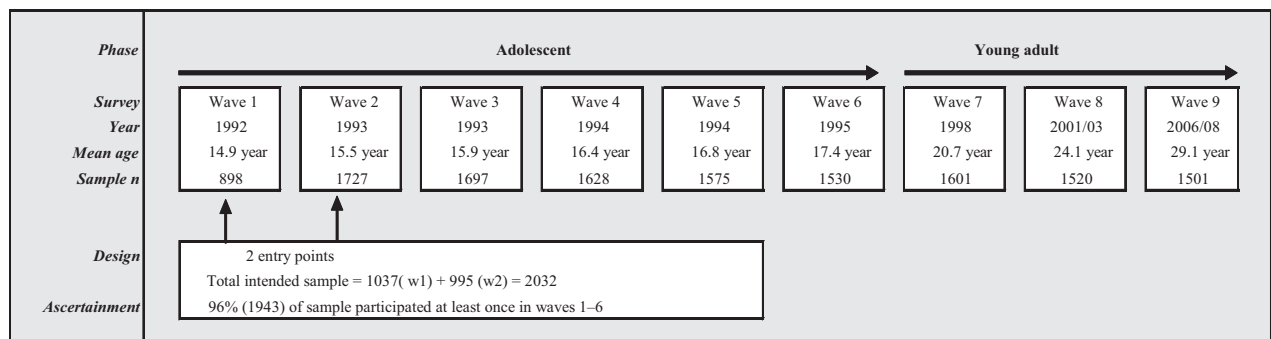 Phase Adolescent Young adult
Survey Wave 1 Wave 2 Wave 3 Wave 4 Wave 5 Wave 6 Wave 7 Wave 8 Wave 9
Year 1992 1993 1993 1994 1994 1995 1998 2001/03 2006/08
Mean age 14.9 year 15.5 year 15.9 year 16.4 year 16.8 year 17.4 year 20.7 year 24.1 year 29.1 year
Sample n 898 1727 1697 1628 1575 1530 1601 1520 1501
Design 2 entry points
Total intended sample = 1037( w1) + 995 (w2) = 2032
Ascertainment 96% (1943) of sample participated at least once in waves 1–6